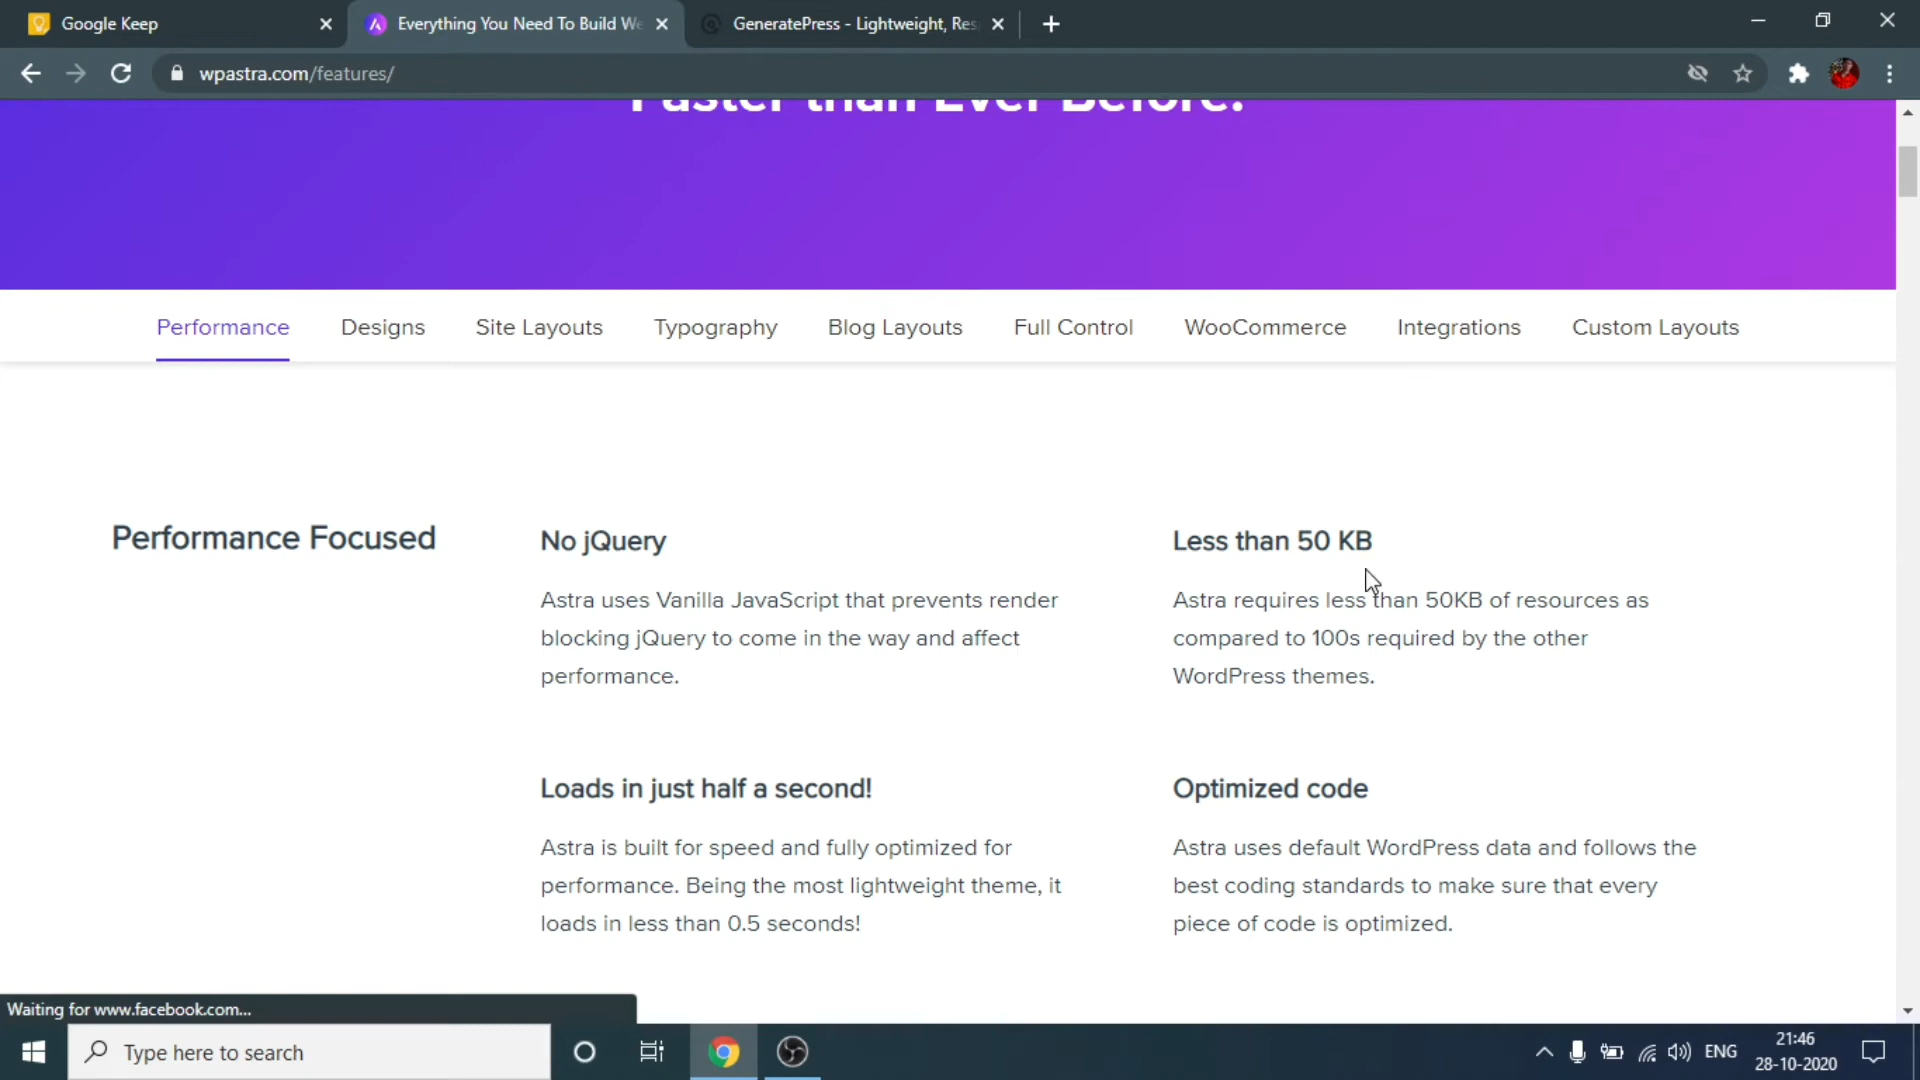 Google Keep
Everything You Need To Build We
GeneratePress - Lightweight, Res
wpastra.com/features/
Faster than Ever Before.
Performance
Designs
Site Layouts
Typography
Blog Layouts
Full Control
WooCommerce
Integrations
Custom Layouts
Performance Focused
No jQuery
Astra uses Vanilla JavaScript that prevents render
blocking jQuery to come in the way and affect
performance.
Less than 50 KB
Astra requires less than 50KB of resources as
compared to 100s required by the other
WordPress themes.
Loads in just half a second!
Astra is built for speed and fully optimized for
performance. Being the most lightweight theme, it
loads in less than 0.5 seconds!
Optimized code
Astra uses default WordPress data and follows the
best coding standards to make sure that every
piece of code is optimized.
Waiting for www.facebook.com...
Type here to search
ENG
21:46
28-10-2020